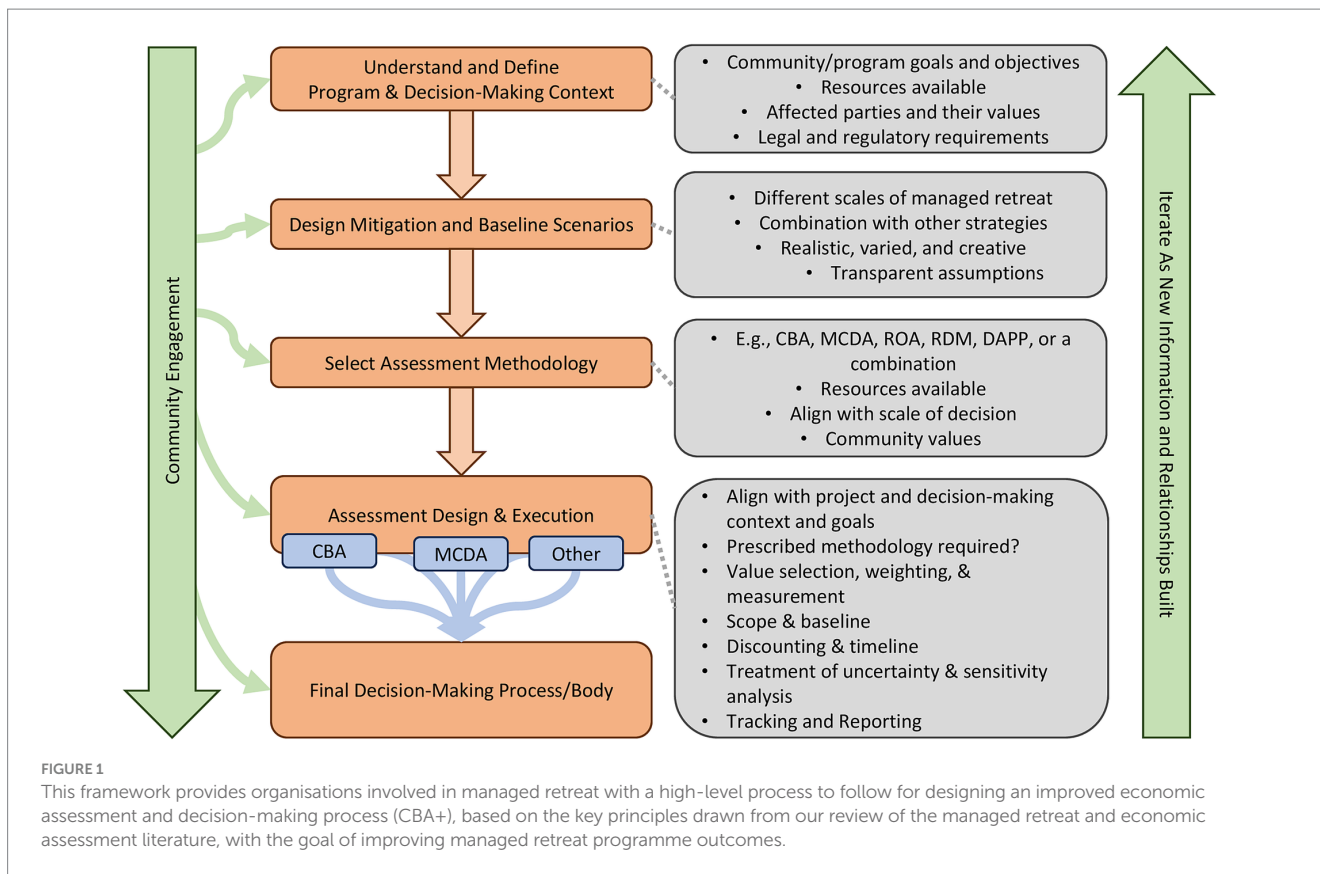 Community Engagement
Understand and Define
Program & Decision-Making Context
• Community/program goals and objectives
• Resources available
• Affected parties and their values
• Legal and regulatory requirements
Design Mitigation and Baseline Scenarios
• Different scales of managed retreat
• Combination with other strategies
• Realistic, varied, and creative
• Transparent assumptions
Select Assessment Methodology
• E.g., CBA, MCDA, ROA, RDM, DAPP, or a
combination
• Resources available
• Align with scale of decision
• Community values
Assessment Design & Execution
CBA
MCDA
Other
• Align with project and decision-making
context and goals
• Prescribed methodology required?
• Value selection, weighting, &
measurement
• Scope & baseline
• Discounting & timeline
• Treatment of uncertainty & sensitivity
analysis
• Tracking and Reporting
Final Decision-Making Process/Body
Iterate As New Information and Relationships Built
FIGURE 1
This framework provides organisations involved in managed retreat with a high-level process to follow for designing an improved economic
assessment and decision-making process (CBA+), based on the key principles drawn from our review of the managed retreat and economic
assessment literature, with the goal of improving managed retreat programme outcomes.